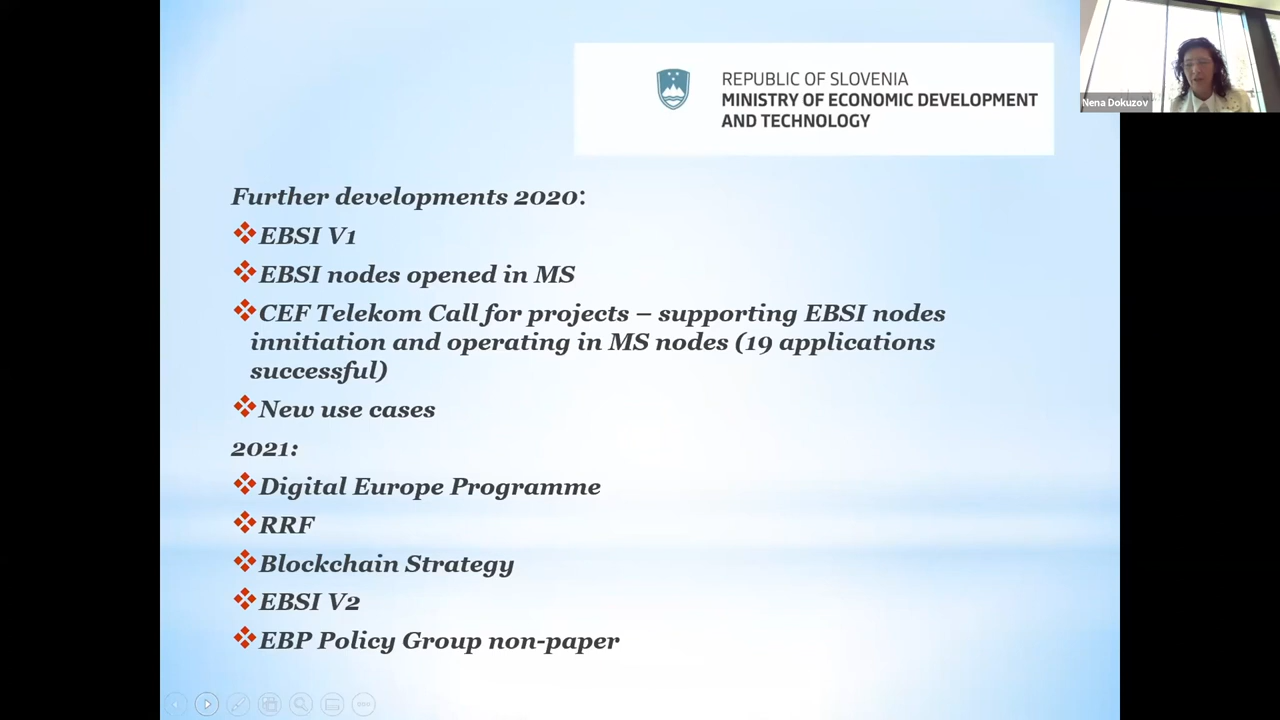 REPUBLIC OF SLOVENIA
MINISTRY OF ECONOMIC DEVELOPMENT
AND TECHNOLOGY
Nena Dokuzov
Further developments 2020:
EBSI V1
EBSI nodes opened in MS
CEF Telekom Call for projects – supporting EBSI nodes
innitiation and operating in MS nodes (19 applications
successful)
New use cases
2021:
Digital Europe Programme
RRF
Blockchain Strategy
EBSI V2
EBP Policy Group non-paper